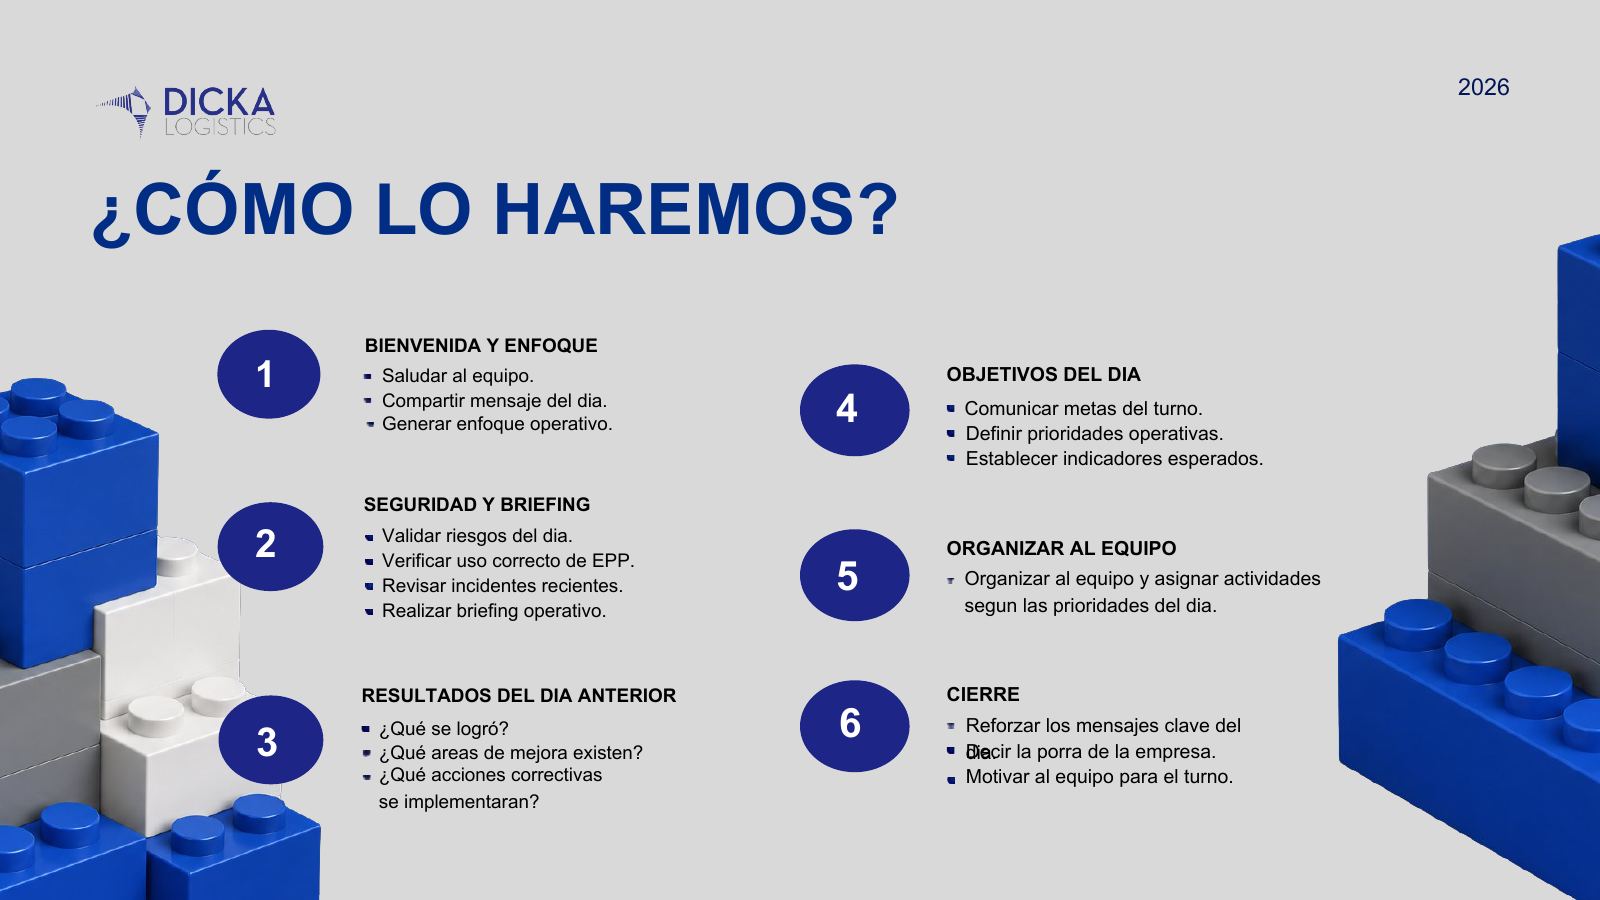 DICKA
LOGISTICS
2026
¿CÓMO LO HAREMOS?
1
BIENVENIDA Y ENFOQUE
Saludar al equipo.
Compartir mensaje del dia.
Generar enfoque operativo.
2
SEGURIDAD Y BRIEFING
Validar riesgos del dia.
Verificar uso correcto de EPP.
Revisar incidentes recientes.
Realizar briefing operativo.
3
RESULTADOS DEL DIA ANTERIOR
¿Qué se logró?
¿Qué areas de mejora existen?
¿Qué acciones correctivas
se implementaran?
4
OBJETIVOS DEL DIA
Comunicar metas del turno.
Definir prioridades operativas.
Establecer indicadores esperados.
5
ORGANIZAR AL EQUIPO
Organizar al equipo y asignar actividades
segun las prioridades del dia.
6
CIERRE
Reforzar los mensajes clave del
dia.
Decir la porra de la empresa.
Motivar al equipo para el turno.